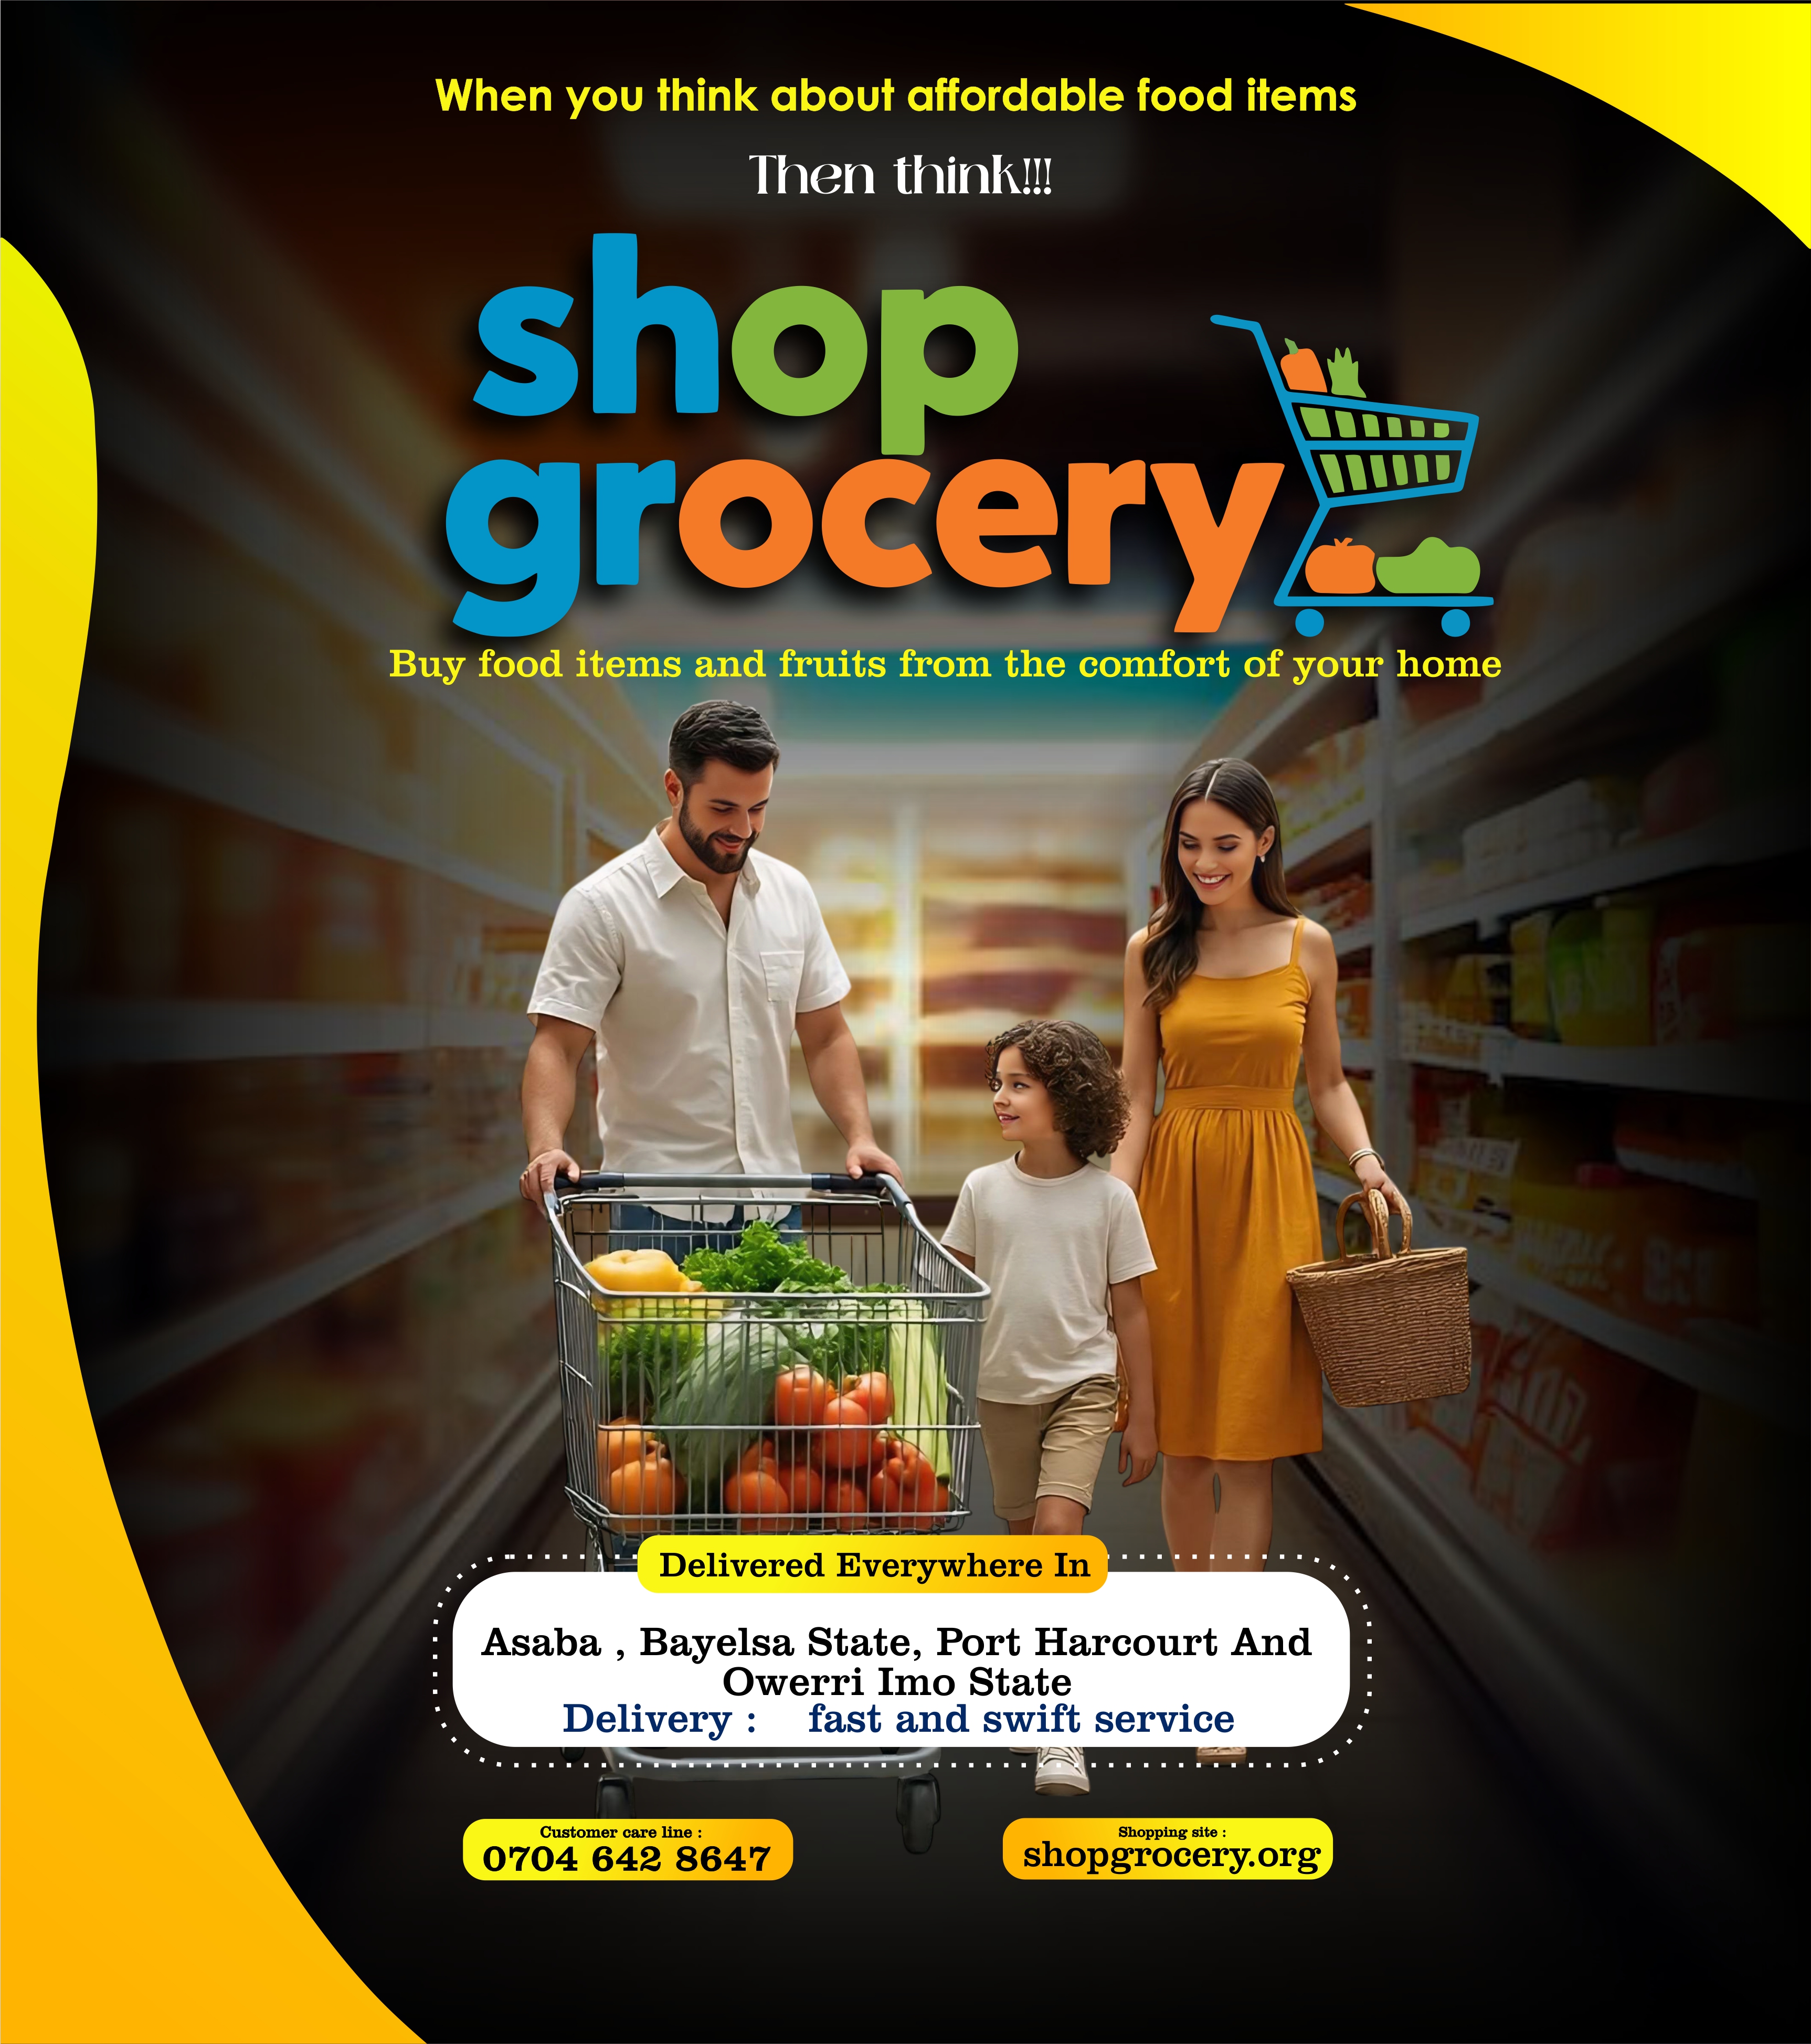 When you think about affordable food items
Then think!!!
shop
grocery
Buy food items and fruits from the comfort of your home
Delivered Everywhere In
Asaba , Bayelsa State, Port Harcourt And
Owerri Imo State
Delivery : fast and swift service
Customer care line :
0704 642 8647
Shopping site :
shopgrocery.org